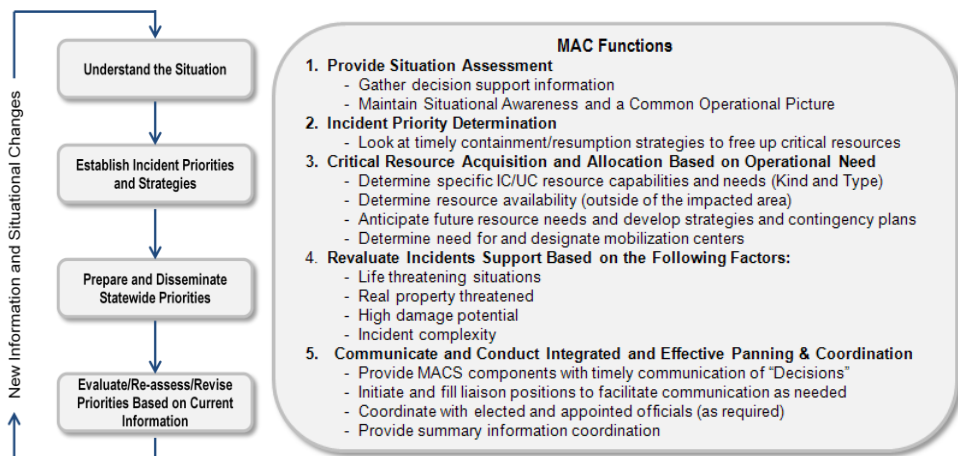 New Information and Situational Changes
Understand the Situation
Establish Incident Priorities
and Strategies
Prepare and Disseminate
Statewide Priorities
Evaluate/Re-assess/Revise
Priorities Based on Current
Information
MAC Functions
1. Provide Situation Assessment
- Gather decision support information
- Maintain Situational Awareness and a Common Operational Picture
2. Incident Priority Determination
- Look at timely containment/resumption strategies to free up critical resources
3. Critical Resource Acquisition and Allocation Based on Operational Need
- Determine specific IC/UC resource capabilities and needs (Kind and Type)
- Determine resource availability (outside of the impacted area)
- Anticipate future resource needs and develop strategies and contingency plans
- Determine need for and designate mobilization centers
4. Revaluate Incidents Support Based on the Following Factors:
- Life threatening situations
- Real property threatened
- High damage potential
- Incident complexity
5. Communicate and Conduct Integrated and Effective Panning & Coordination
- Provide MACS components with timely communication of “Decisions”
- Initiate and fill liaison positions to facilitate communication as needed
- Coordinate with elected and appointed officials (as required)
- Provide summary information coordination